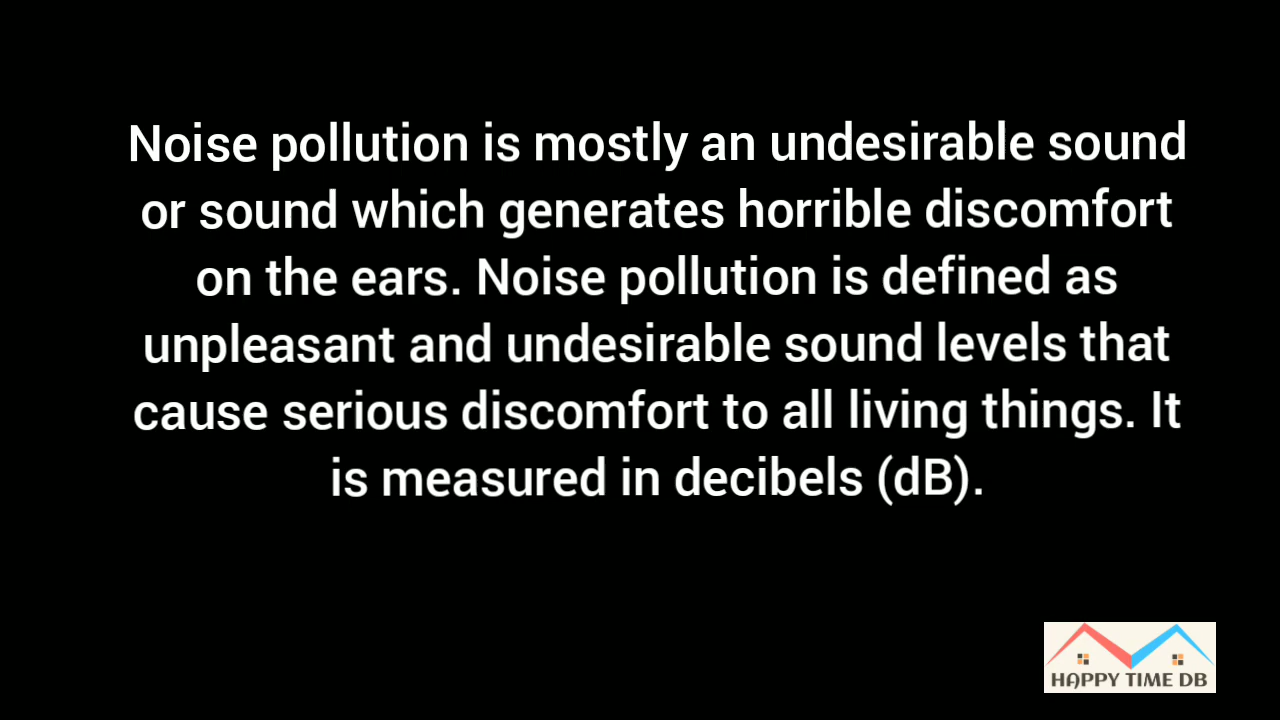 Noise pollution is mostly an undesirable sound
or sound which generates horrible discomfort
on the ears. Noise pollution is defined as
unpleasant and undesirable sound levels that
cause serious discomfort to all living things. It
is measured in decibels (dB).
HAPPY TIME DB